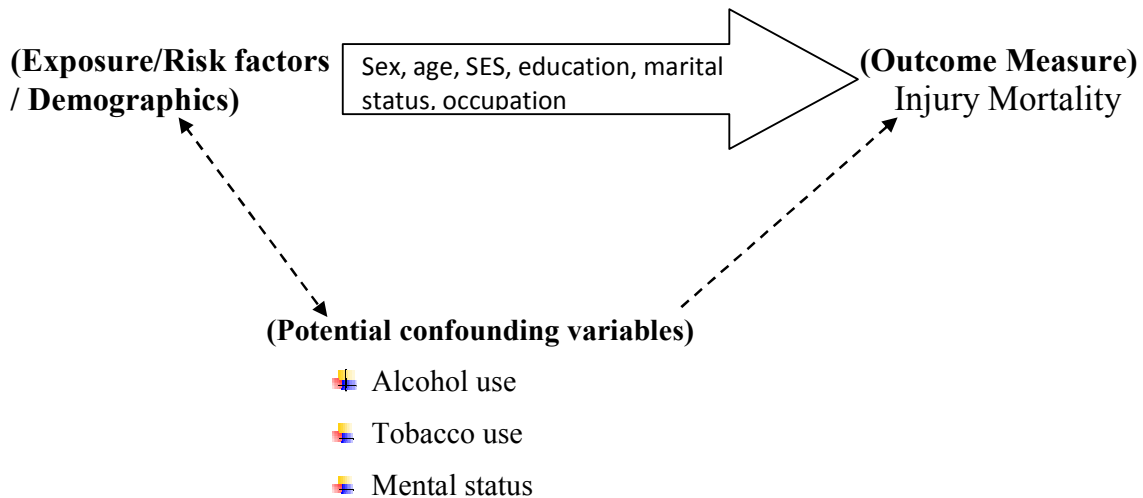 (Exposure/Risk factors
/ Demographics)
Sex, age, SES, education, marital
status, occupation
(Outcome Measure)
Injury Mortality
(Potential confounding variables)
Alcohol use
Tobacco use
Mental status